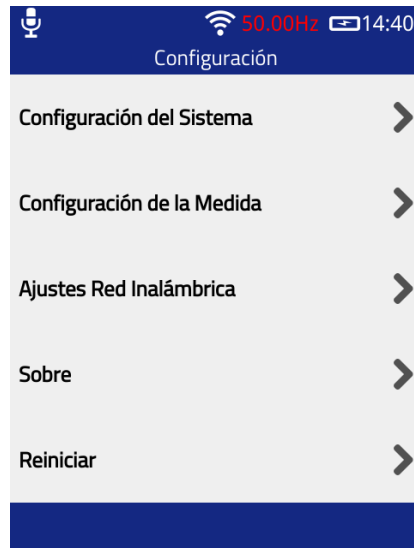 50.00Hz 14:40
Configuración
Configuración del Sistema
Configuración de la Medida
Ajustes Red Inalámbrica
Sobre
Reiniciar